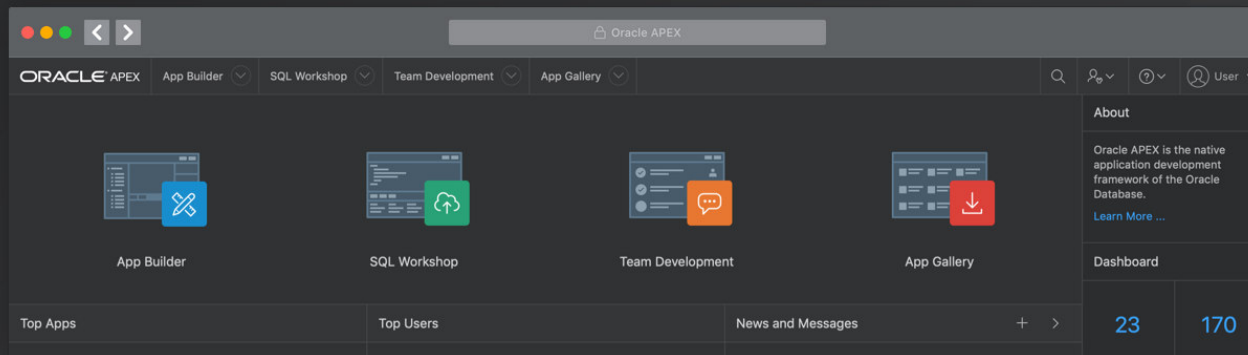 Oracle APEX
ORACLE APEX App Builder SQL Workshop Team Development App Gallery User
About
Oracle APEX is the native
application development
framework of the Oracle
Database.
Learn More ...
App Builder SQL Workshop Team Development App Gallery
Dashboard
Top Apps Top Users News and Messages
23 170